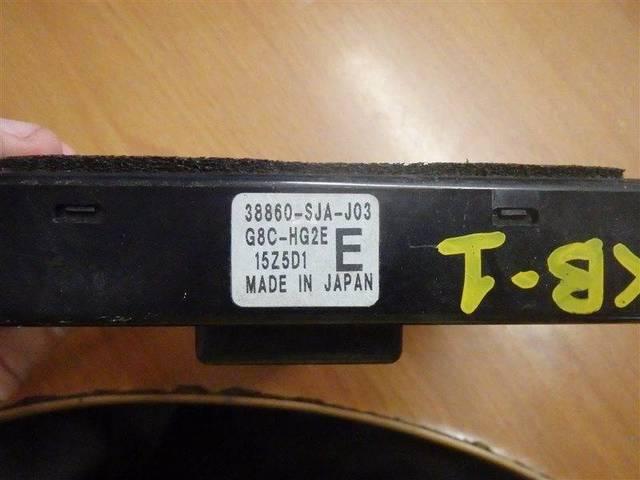 38860-SJA-J03
G8C-HG2E
E
15Z5D1
MADE IN JAPAN
KB-1